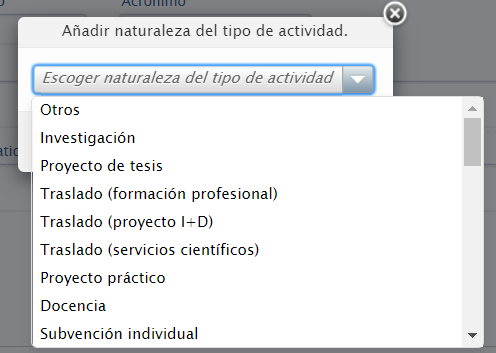 Acrónimo
Añadir naturaleza del tipo de actividad.
Escoger naturaleza del tipo de actividad
Otros
Investigación
Proyecto de tesis
Traslado (formación profesional)
Traslado (proyecto I+D)
Traslado (servicios científicos)
Proyecto práctico
Docencia
Subvención individual